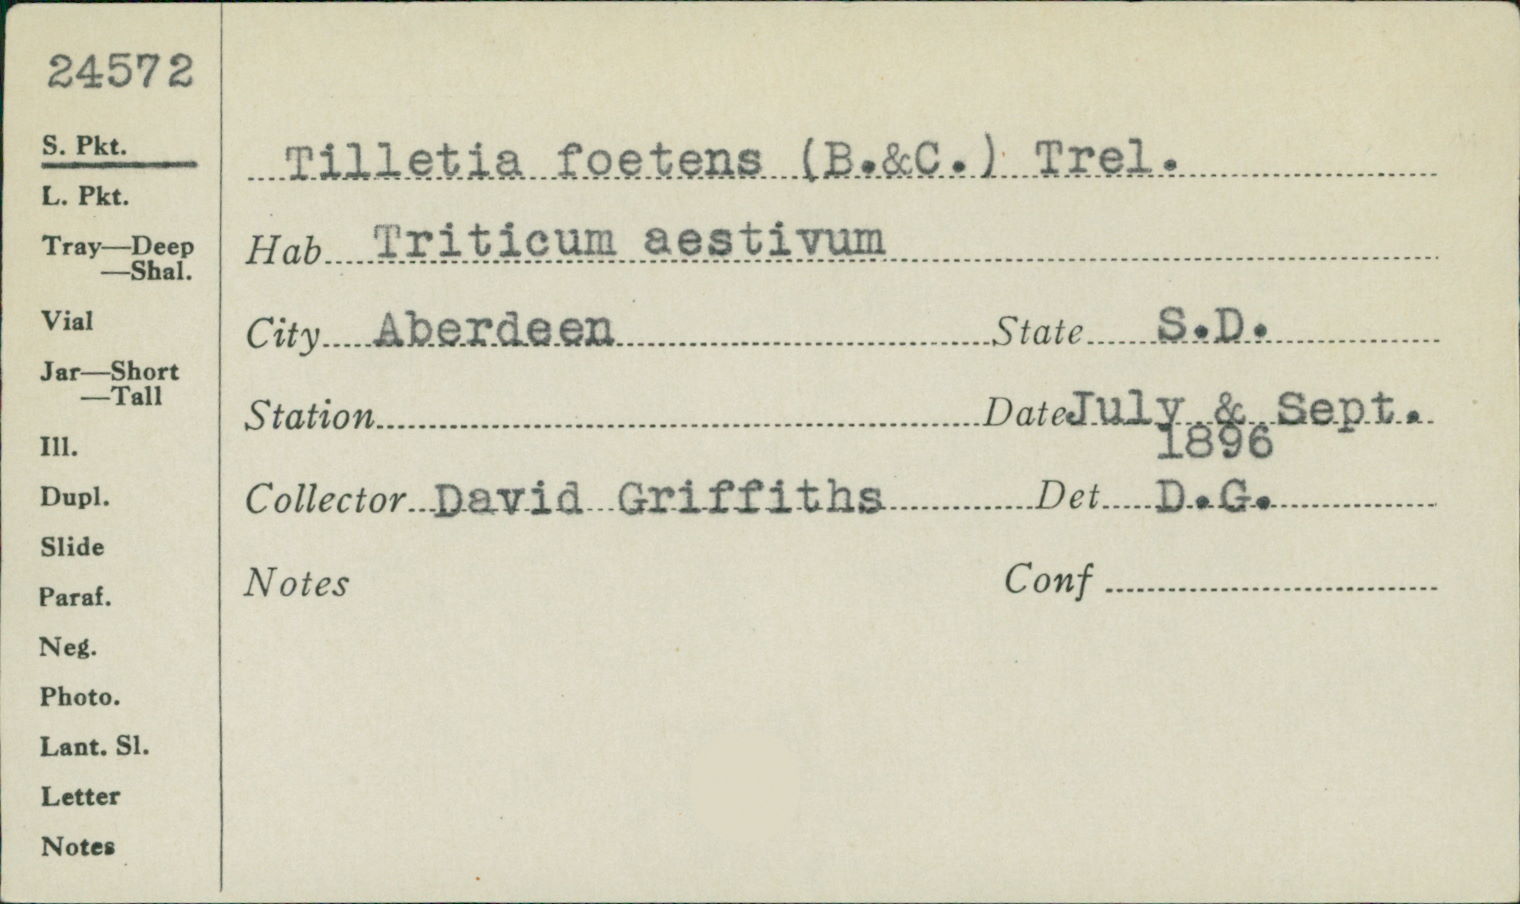 24572
S. Pkt.
L. Pkt.
Tray—Deep
—Shal.
Vial
Jar—Short
—Tall
Ill.
Dupl.
Slide
Paraf.
Neg.
Photo.
Lant. Sl.
Letter
Notes
Tilletia foetens (B.&C.) Trel.
Hab Triticum aestivum
City Aberdeen State S.D.
Station Date July & Sept.
1896
Collector David Griffiths Det D.G.
Notes Conf